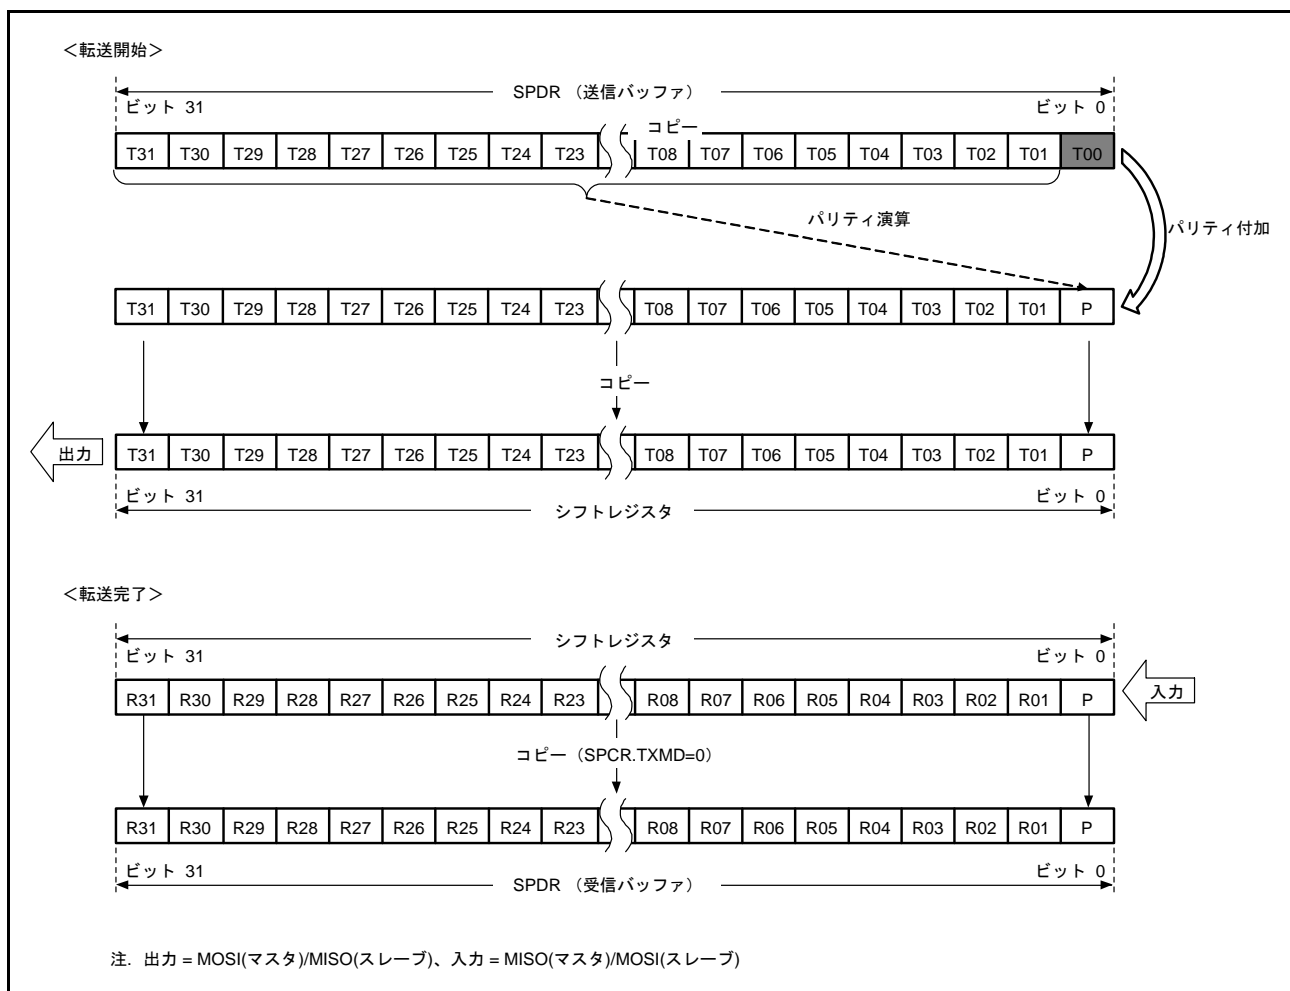 ＜転送開始＞
SPDR （送信バッファ）
ビット 31 ビット 0
コピー
T31 T30 T29 T28 T27 T26 T25 T24 T23 T08 T07 T06 T05 T04 T03 T02 T01 T00
パリティ演算
パリティ付加
T31 T30 T29 T28 T27 T26 T25 T24 T23 T08 T07 T06 T05 T04 T03 T02 T01 P
コピー
出力
T31 T30 T29 T28 T27 T26 T25 T24 T23 T08 T07 T06 T05 T04 T03 T02 T01 P
ビット 31 ビット 0
シフトレジスタ
＜転送完了＞
シフトレジスタ
ビット 31 ビット 0
R31 R30 R29 R28 R27 R26 R25 R24 R23 R08 R07 R06 R05 R04 R03 R02 R01 P
入力
コピー（SPCR.TXMD=0）
R31 R30 R29 R28 R27 R26 R25 R24 R23 R08 R07 R06 R05 R04 R03 R02 R01 P
ビット 31 ビット 0
SPDR （受信バッファ）
注. 出力 = MOSI(マスタ)/MISO(スレーブ)、入力 = MISO(マスタ)/MOSI(スレーブ)